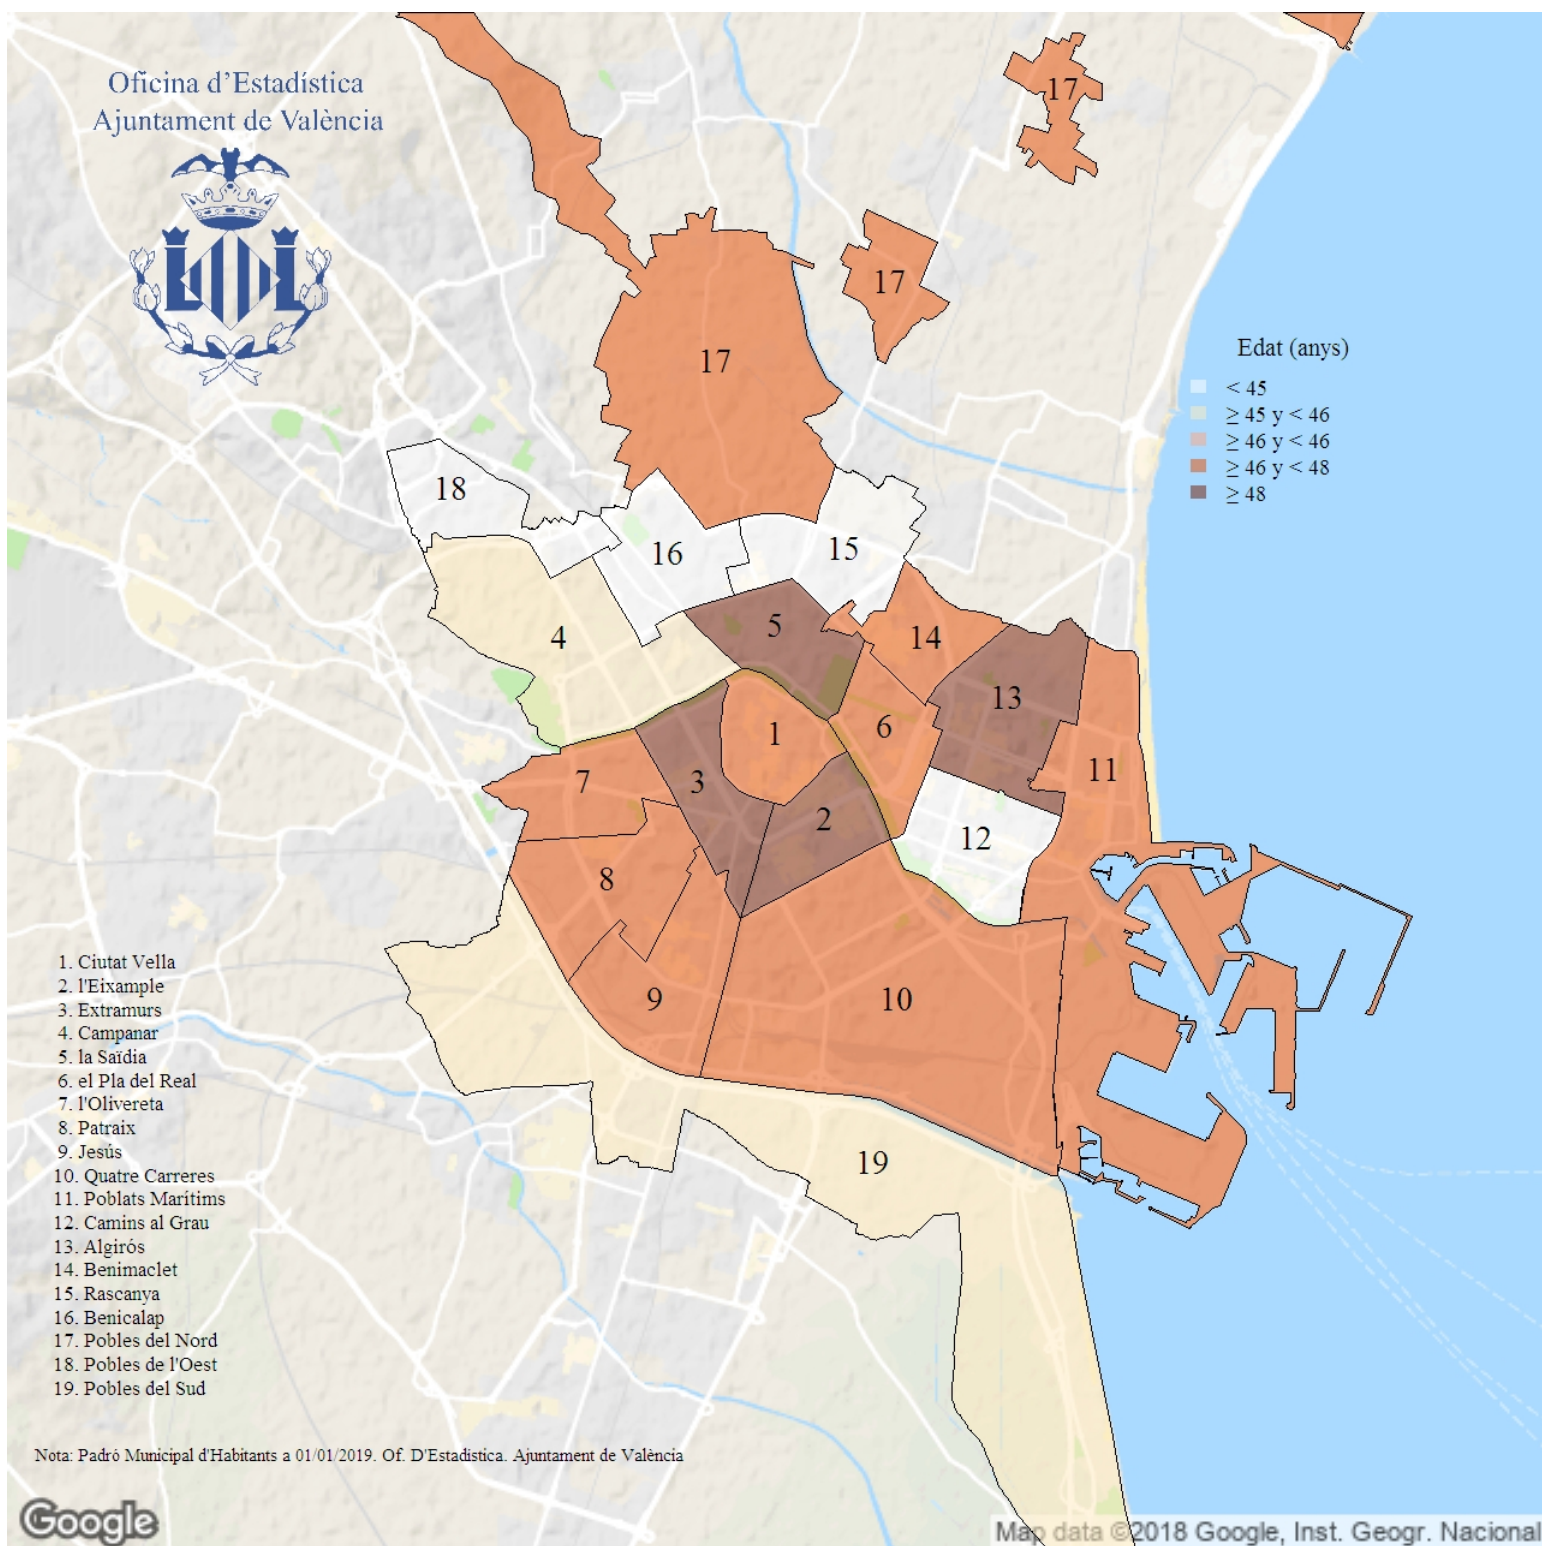 Oficina d'Estadística
Ajuntament de València
17
17
17
Edat (anys)
< 45
≥ 45 y < 46
≥ 46 y < 46
≥ 46 y < 48
≥ 48
18
16
15
4
5
14
13
6
1
11
7
3
2
12
8
9
10
19
1. Ciutat Vella
2. l'Eixample
3. Extramurs
4. Campanar
5. la Saïdia
6. el Pla del Real
7. l'Olivereta
8. Patraix
9. Jesús
10. Quatre Carreres
11. Poblats Marítims
12. Camins al Grau
13. Algirós
14. Benimaclet
15. Rascanya
16. Benicalap
17. Pobles del Nord
18. Pobles de l'Oest
19. Pobles del Sud
Nota: Padró Municipal d'Habitants a 01/01/2019. Of. D'Estadística. Ajuntament de València
Google
Map data ©2018 Google, Inst. Geogr. Nacional